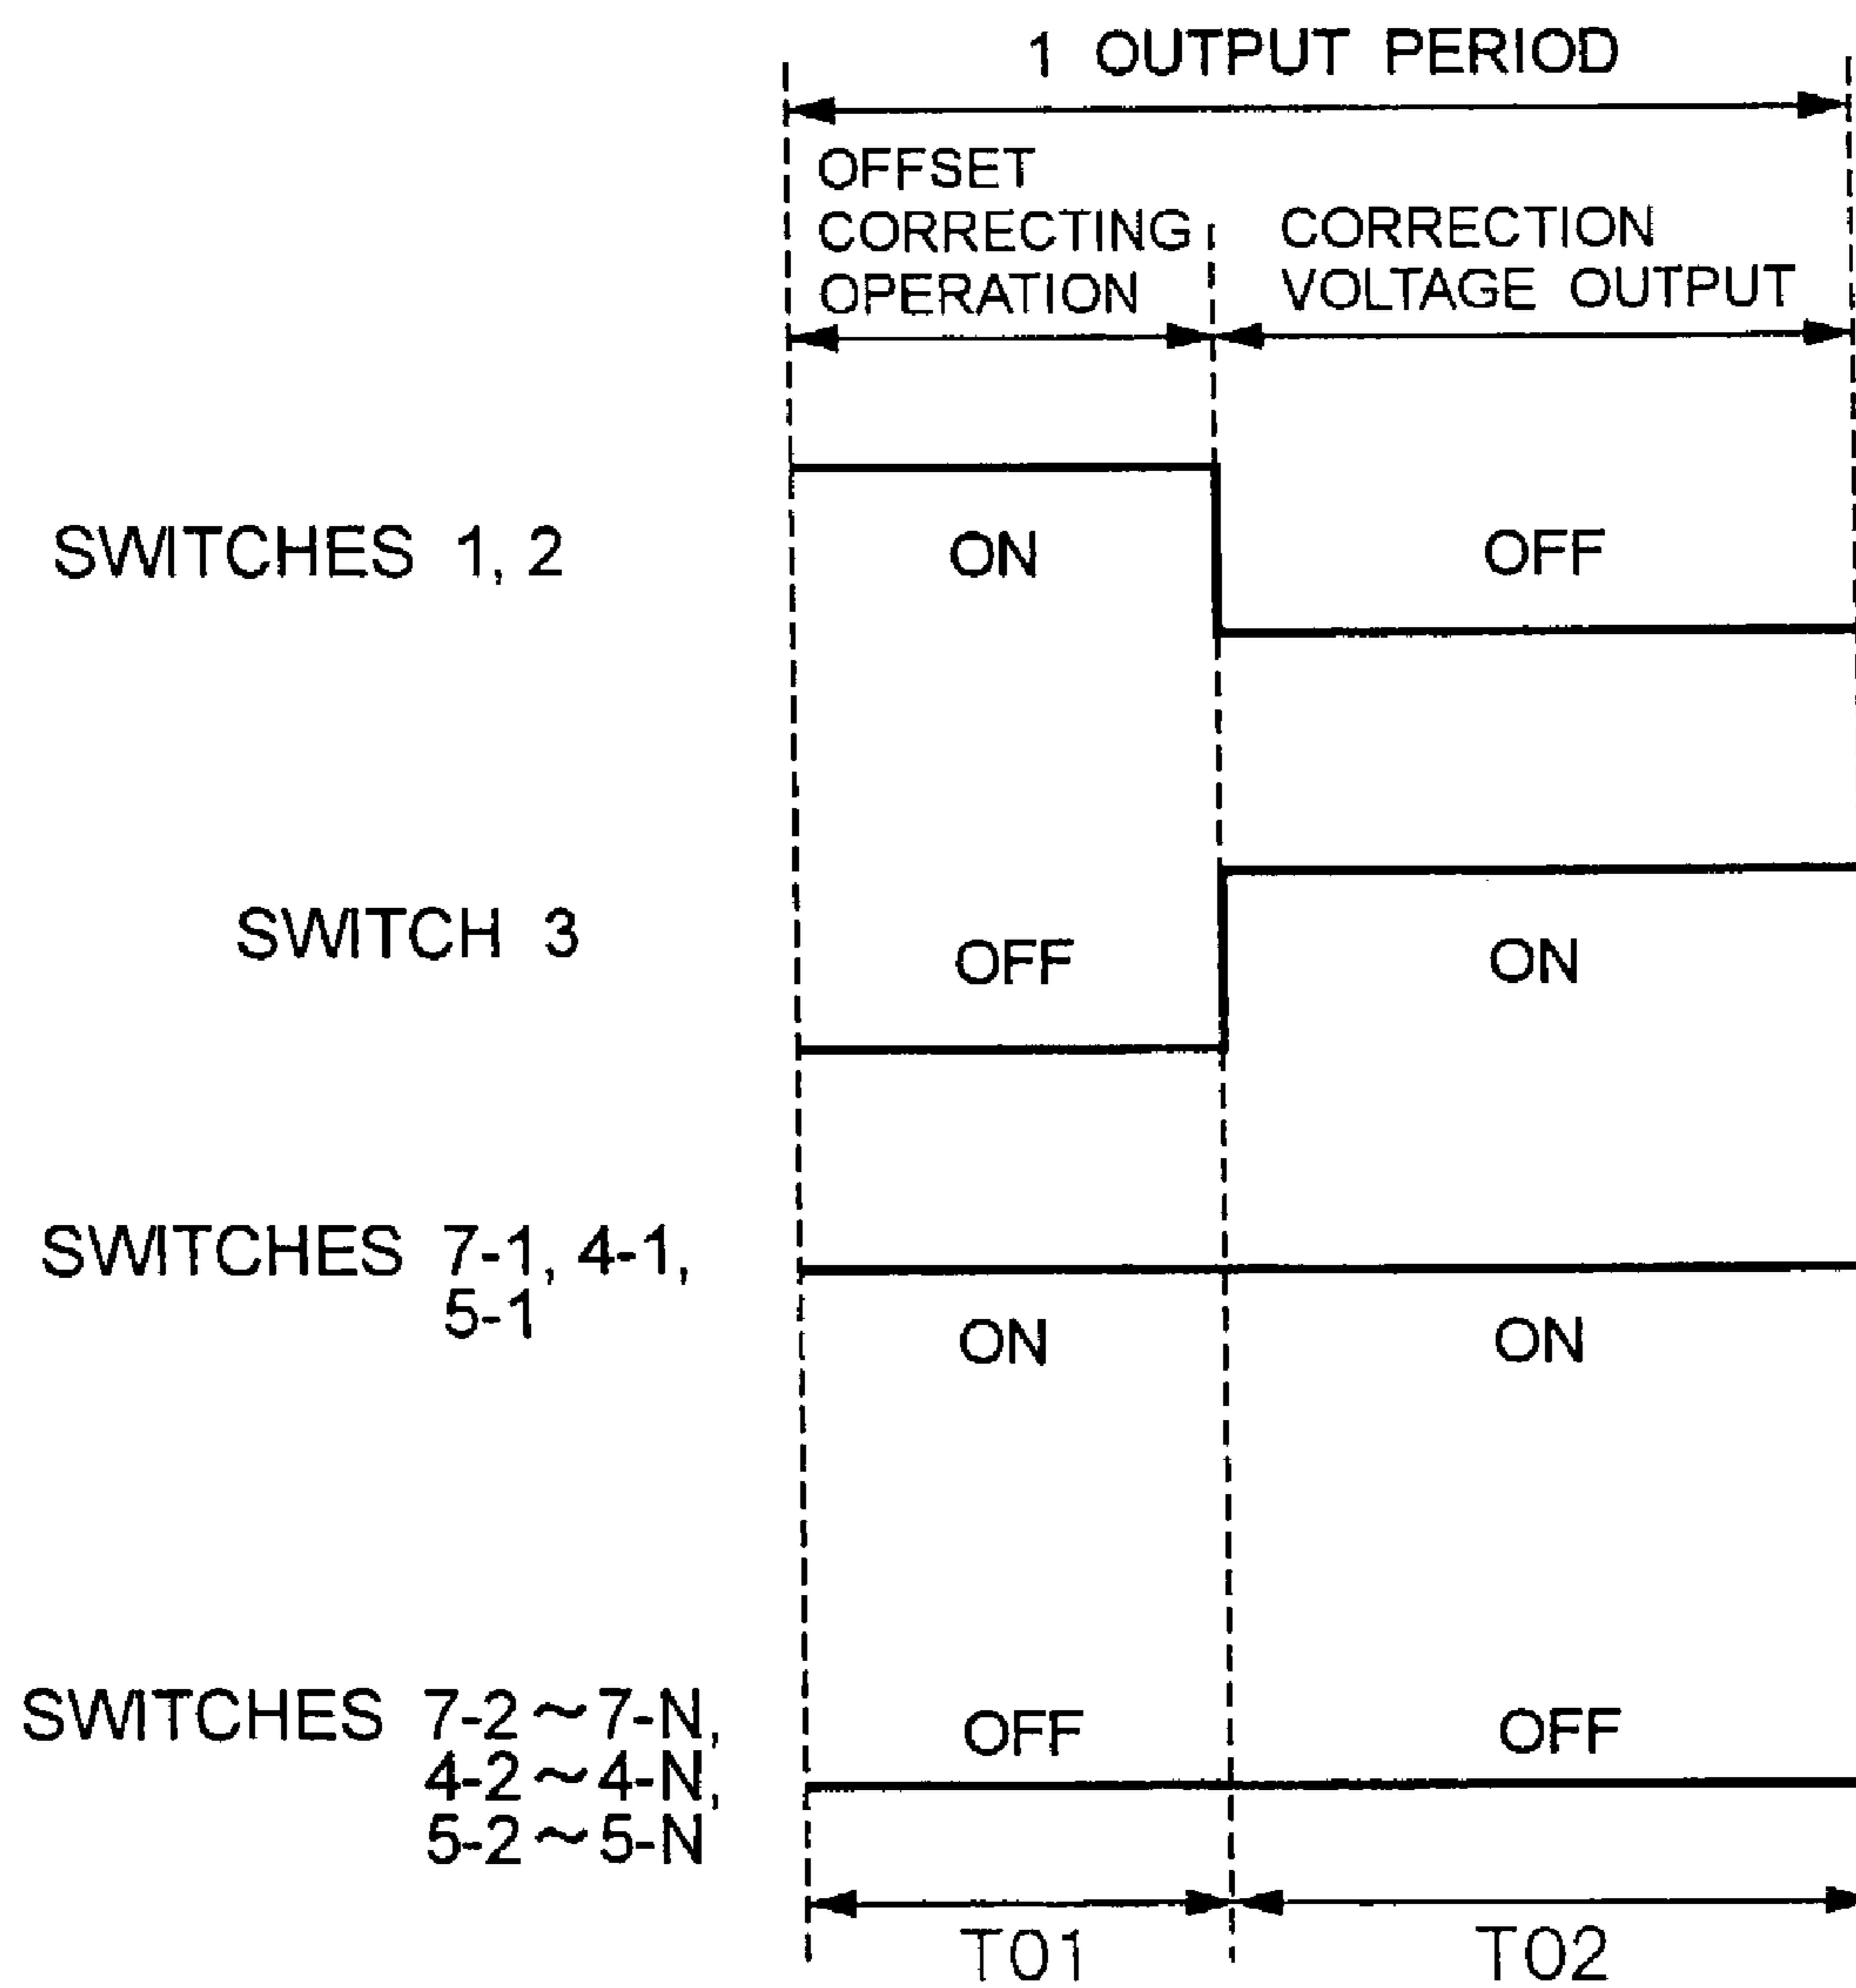 1 OUTPUT PERIOD
OFFSET
CORRECTING
OPERATION
CORRECTION
VOLTAGE OUTPUT
SWITCHES 1, 2
ON
OFF
SWITCH 3
OFF
ON
SWITCHES 7-1, 4-1,
5-1
ON
ON
SWITCHES 7-2~7-N,
4-2~4-N,
5-2~5-N
OFF
OFF
TO1
TO2